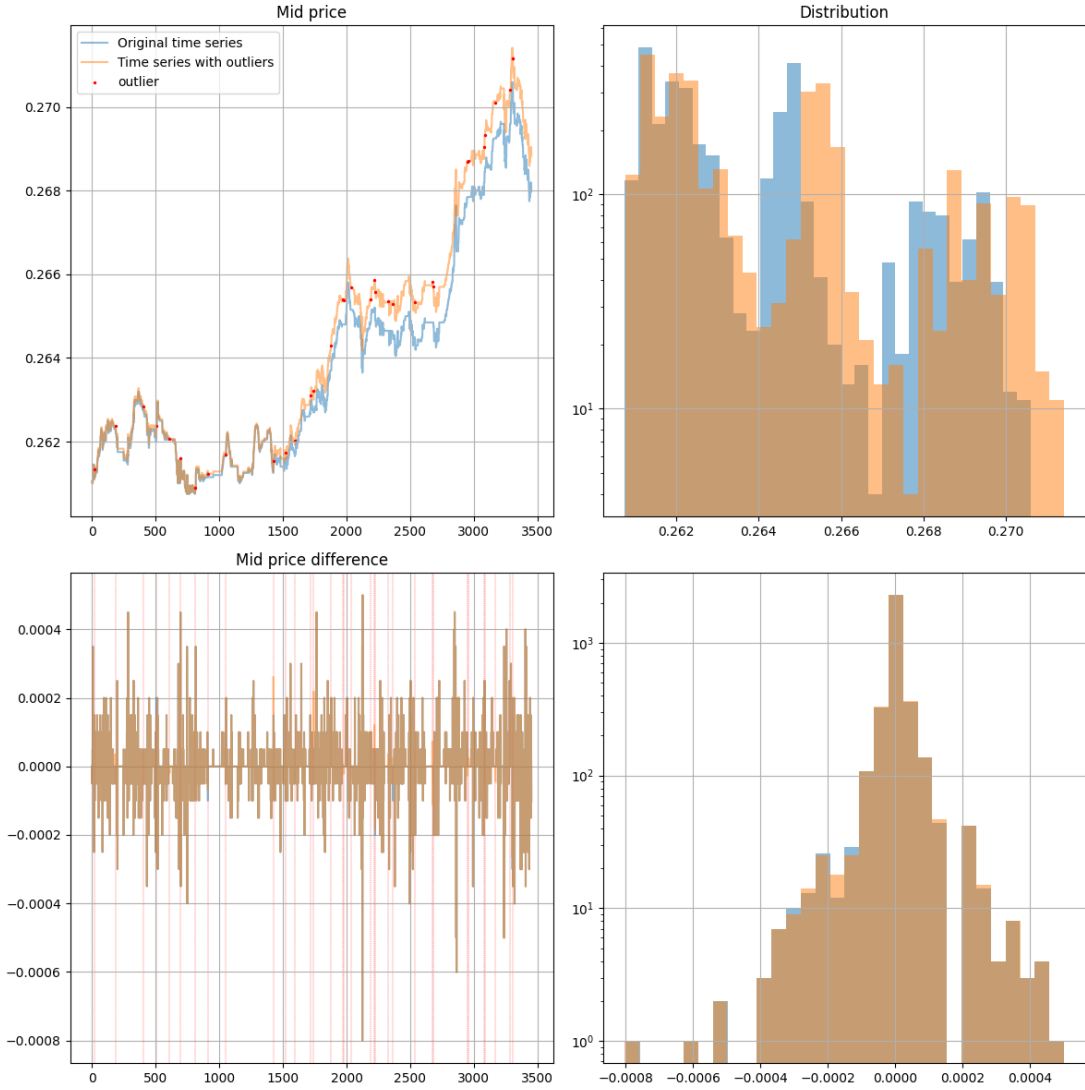 Mid price
Original time series
Time series with outliers
outlier
0.270
0.268
0.266
0.264
0.262
0 500 1000 1500 2000 2500 3000 3500
Distribution
10²
10¹
0.262 0.264 0.266 0.268 0.270
Mid price difference
0.0004
0.0002
0.0000
−0.0002
−0.0004
−0.0006
−0.0008
0 500 1000 1500 2000 2500 3000 3500
10³
10²
10¹
10⁰
−0.0008 −0.0006 −0.0004 −0.0002 0.0000 0.0002 0.0004